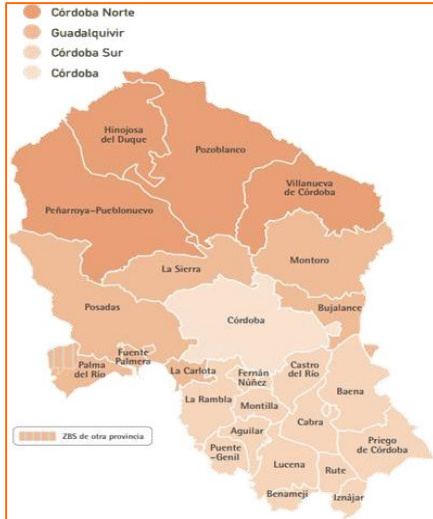 Córdoba Norte
Guadalquivir
Córdoba Sur
Córdoba
Hinojosa
del Duque
Pozoblanco
Villanueva
de Córdoba
Peñarroya-Pueblonuevo
Montoro
La Sierra
Posadas
Córdoba
Bujalance
Fuente
Palmera
Palma
del Río
La Carlota
Fernán
Núñez
Castro
del Río
Baena
La Rambla
Montilla
Cabra
Aguilar
Priego
de Córdoba
Puente
-Genil
Lucena
Rute
Benamejí
Iznájar
ZBS de otra provincia